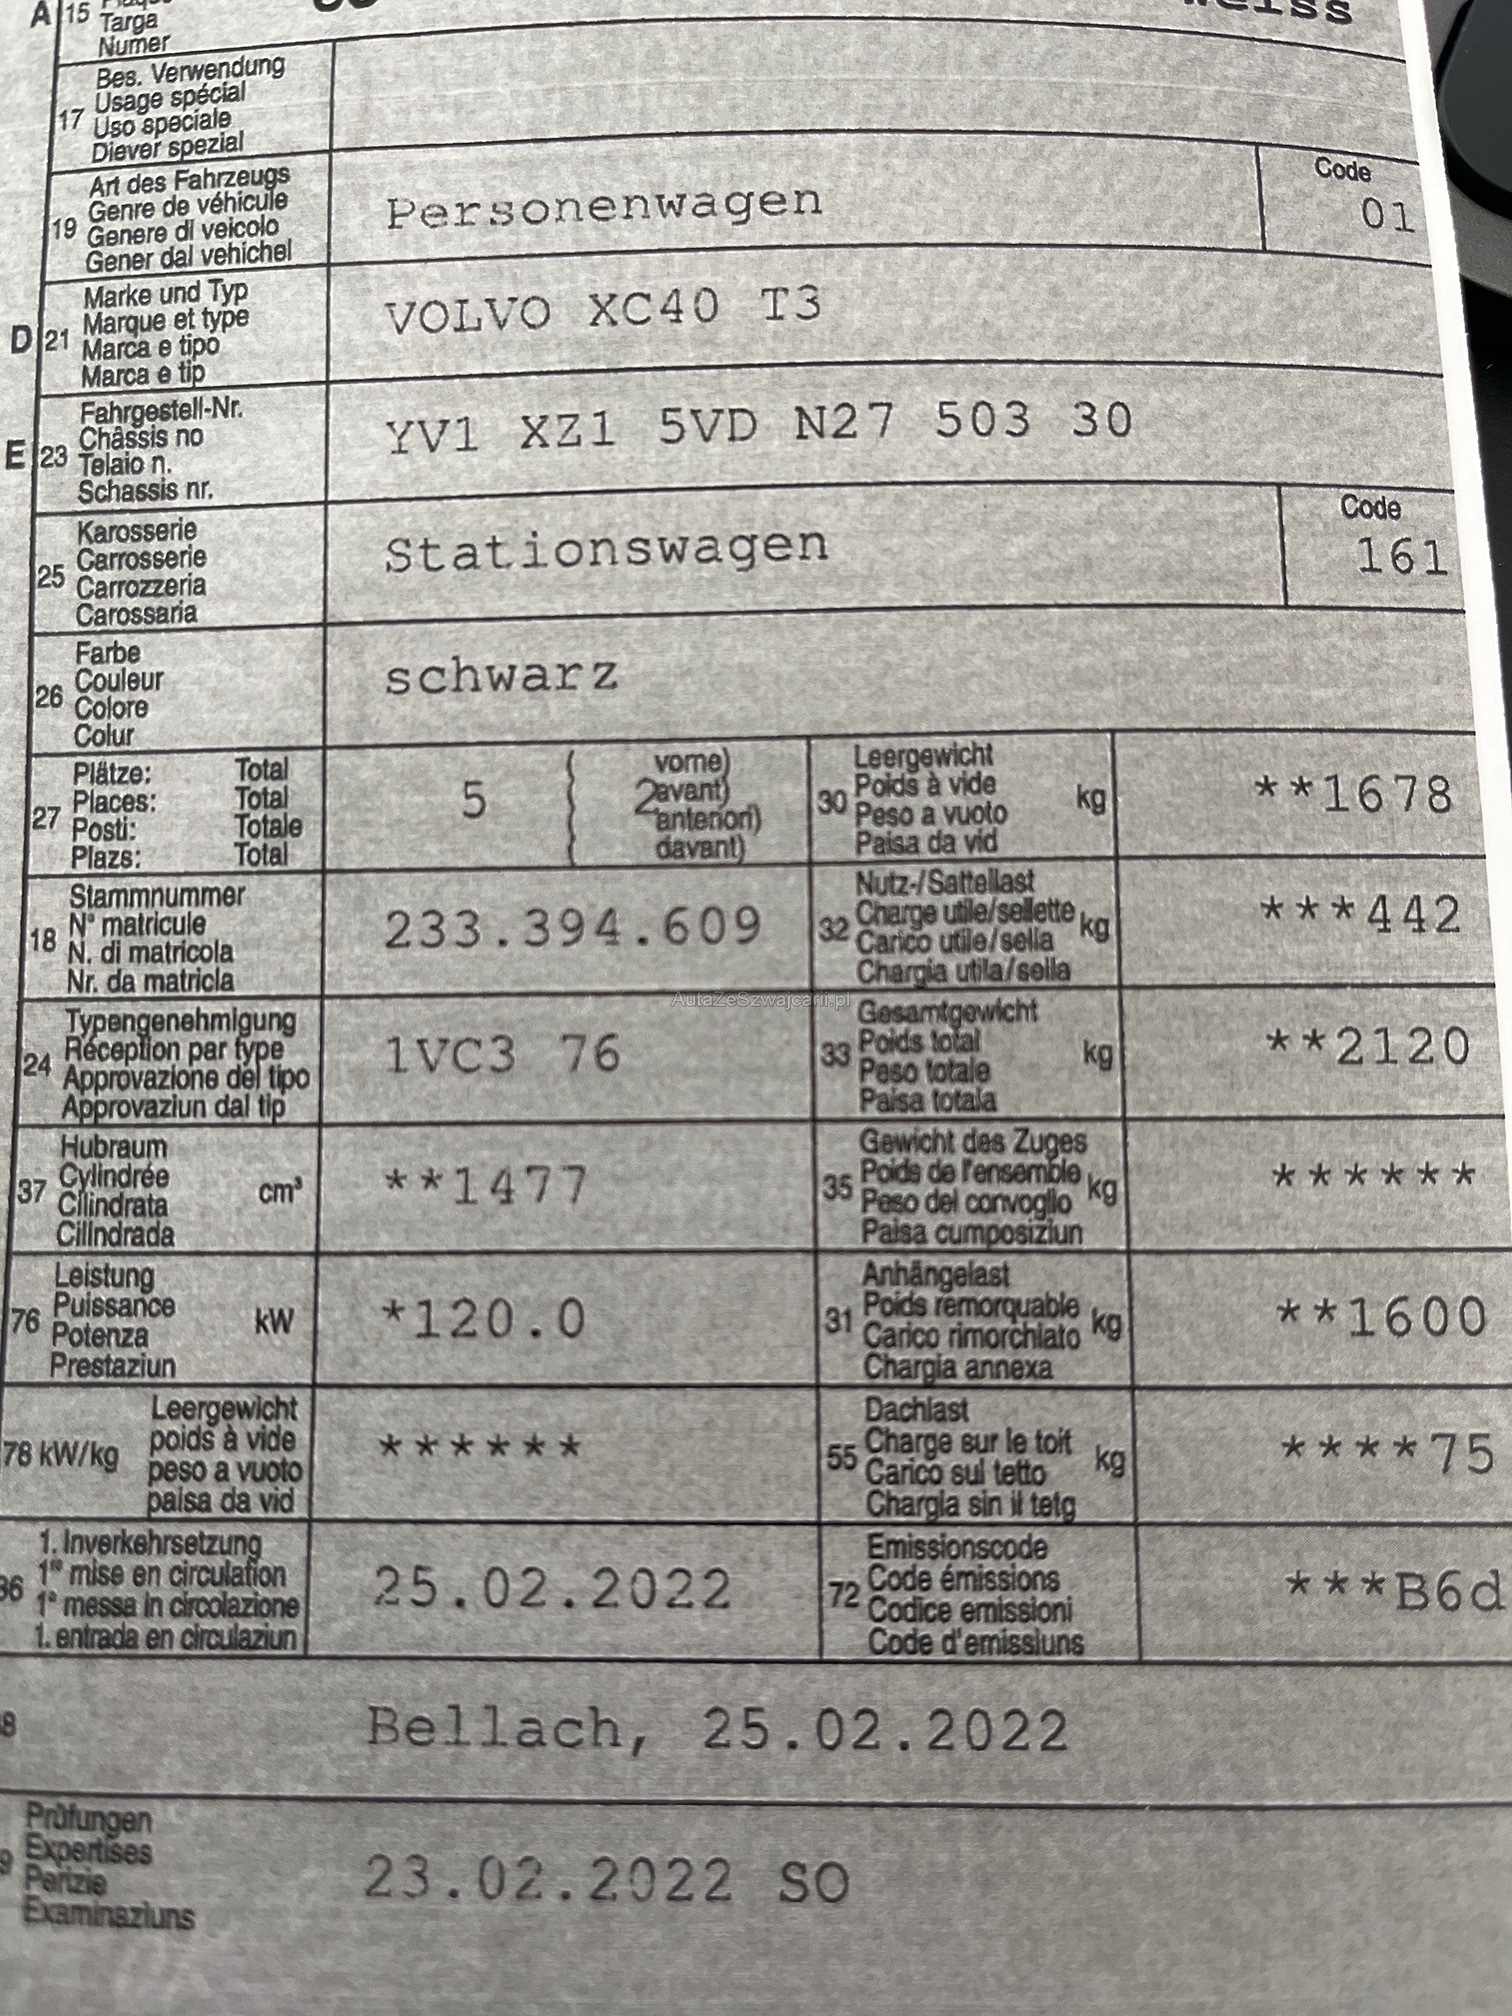 A 15 Targa
Numer
17 Bes. Verwendung
Usage spécial
Uso speciale
Diever spezial
19 Art des Fahrzeugs
Genre de véhicule
Genere di veicolo
Gener dal vehichel
Personenwagen
Code
01
D 21 Marke und Typ
Marque et type
Marca e tipo
Marca e tip
VOLVO XC40 T3
E 23 Fahrgestell-Nr.
Châssis no
Telaio n.
Schassis nr.
YV1 XZ1 5VD N27 503 30
25 Karosserie
Carrosserie
Carrozzeria
Carossaria
Stationswagen
Code
161
26 Farbe
Couleur
Colore
Colur
schwarz
27 Plätze: Total
Places: Total
Posti: Totale
Plazs: Total
5 { 2
vorne)
avant)
anteriori)
davant)
30 Leergewicht
Poids à vide
Peso a vuoto
Paisa da vid
kg
**1678
18 Stammnummer
N° matricule
N. di matricola
Nr. da matricla
233.394.609
32 Nutz-/Sattellast
Charge utile/sellette
Carico utile/sella
Chargia utila/sella
kg
***442
AutaZeSzwajcarii.pl
24 Typengenehmigung
Réception par type
Approvazione del tipo
Approvaziun dal tip
1VC3 76
33 Gesamtgewicht
Poids total
Peso totale
Paisa totala
kg
**2120
37 Hubraum
Cylindrée
Cilindrata
Cilindrada
cm³
**1477
35 Gewicht des Zuges
Poids de l'ensemble
Peso del convoglio
Paisa cumposiziun
kg
******
76 Leistung
Puissance
Potenza
Prestaziun
kW
*120.0
31 Anhängelast
Poids remorquable
Carico rimorchiato
Chargia annexa
kg
**1600
78 kW/kg
Leergewicht
poids à vide
peso a vuoto
paisa da vid
******
55 Dachlast
Charge sur le toit
Carico sul tetto
Chargia sin il tetg
kg
****75
36 1. Inverkehrsetzung
1re mise en circulation
1a messa in circolazione
1. entrada en circulaziun
25.02.2022
72 Emissionscode
Code émissions
Codice emissioni
Code d'emissiuns
***B6d
Bellach, 25.02.2022
Prüfungen
Expertises
Perizie
Examinaziuns
23.02.2022 SO